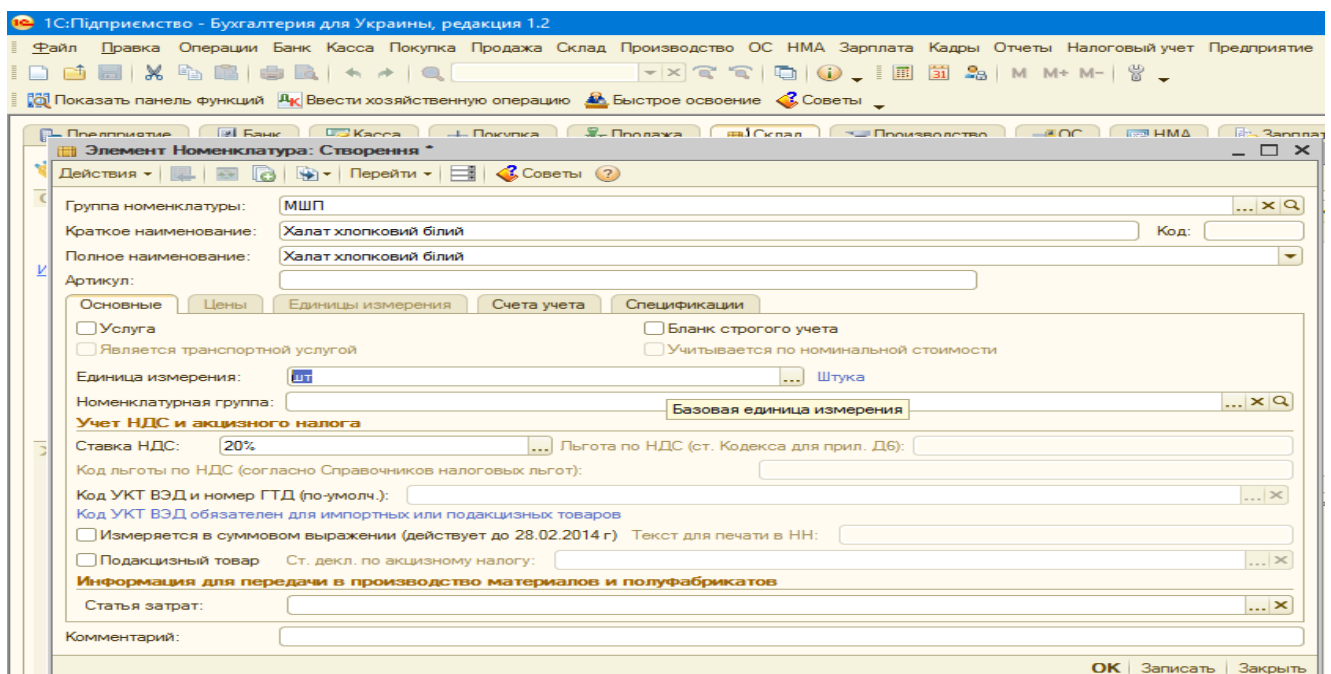 1С:Підприємство - Бухгалтерия для Украины, редакция 1.2
Файл Правка Операции Банк Касса Покупка Продажа Склад Производство ОС НМА Зарплата Кадры Отчеты Налоговый учет Предприятие
M M+ M-
Показать панель функций Ввести хозяйственную операцию Быстрое освоение Советы
Предприятие Банк Касса Покупка Продажа Склад Производство ОС НМА Зарплат
Элемент Номенклатура: Створення *
Действия Перейти Советы
Группа номенклатуры: МШП
Краткое наименование: Халат хлопковий білий Код:
Полное наименование: Халат хлопковий білий
Артикул:
Основные Цены Единицы измерения Счета учета Спецификации
Услуга Бланк строгого учета
Является транспортной услугой Учитывается по номинальной стоимости
Единица измерения: шт ... Штука
Номенклатурная группа: ...
Базовая единица измерения
Учет НДС и акцизного налога
Ставка НДС: 20% ... Льгота по НДС (ст. Кодекса для прил. Д6):
Код льготы по НДС (согласно Справочников налоговых льгот):
Код УКТ ВЭД и номер ГТД (по-умолч.): ...
Код УКТ ВЭД обязателен для импортных или подакцизных товаров
Измеряется в суммовом выражении (действует до 28.02.2014 г) Текст для печати в НН:
Подакцизный товар Ст. декл. по акцизному налогу: ...
Информация для передачи в производство материалов и полуфабрикатов
Статья затрат: ...
Комментарий:
OK Записать Закрыть